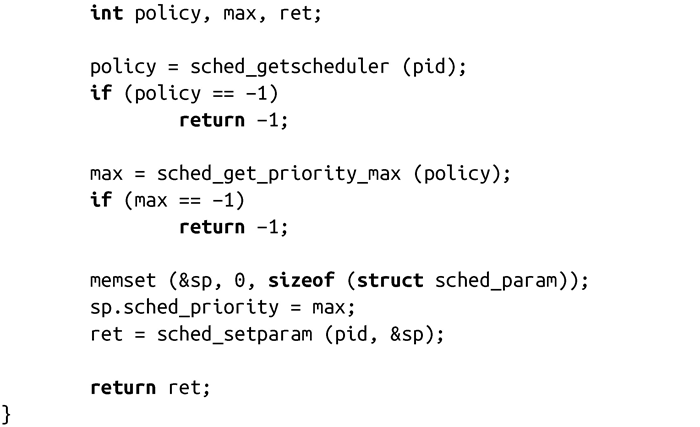 int policy, max, ret;
policy = sched_getscheduler (pid);
if (policy == −1)
return −1;
max = sched_get_priority_max (policy);
if (max == −1)
return −1;
memset (&sp, 0, sizeof (struct sched_param));
sp.sched_priority = max;
ret = sched_setparam (pid, &sp);
return ret;
}